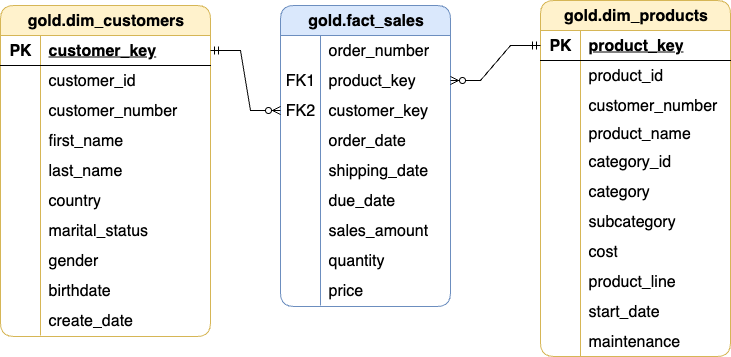 gold.dim_customers
PK customer_key
customer_id
customer_number
first_name
last_name
country
marital_status
gender
birthdate
create_date
gold.fact_sales
order_number
FK1 product_key
FK2 customer_key
order_date
shipping_date
due_date
sales_amount
quantity
price
gold.dim_products
PK product_key
product_id
customer_number
product_name
category_id
category
subcategory
cost
product_line
start_date
maintenance